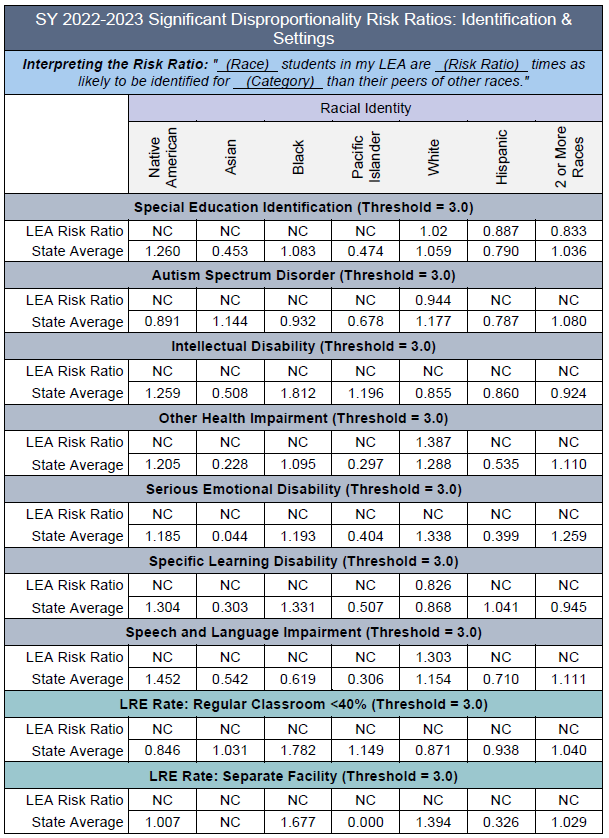 SY 2022-2023 Significant Disproportionality Risk Ratios: Identification &
Settings
Interpreting the Risk Ratio: " (Race) students in my LEA are (Risk Ratio) times as
likely to be identified for (Category) than their peers of other races."
Racial Identity
Native American Asian Black Pacific Islander White Hispanic 2 or More Races
Special Education Identification (Threshold = 3.0)
LEA Risk Ratio NC NC NC NC 1.02 0.887 0.833
State Average 1.260 0.453 1.083 0.474 1.059 0.790 1.036
Autism Spectrum Disorder (Threshold = 3.0)
LEA Risk Ratio NC NC NC NC 0.944 NC NC
State Average 0.891 1.144 0.932 0.678 1.177 0.787 1.080
Intellectual Disability (Threshold = 3.0)
LEA Risk Ratio NC NC NC NC NC NC NC
State Average 1.259 0.508 1.812 1.196 0.855 0.860 0.924
Other Health Impairment (Threshold = 3.0)
LEA Risk Ratio NC NC NC NC 1.387 NC NC
State Average 1.205 0.228 1.095 0.297 1.288 0.535 1.110
Serious Emotional Disability (Threshold = 3.0)
LEA Risk Ratio NC NC NC NC NC NC NC
State Average 1.185 0.044 1.193 0.404 1.338 0.399 1.259
Specific Learning Disability (Threshold = 3.0)
LEA Risk Ratio NC NC NC NC 0.826 NC NC
State Average 1.304 0.303 1.331 0.507 0.868 1.041 0.945
Speech and Language Impairment (Threshold = 3.0)
LEA Risk Ratio NC NC NC NC 1.303 NC NC
State Average 1.452 0.542 0.619 0.306 1.154 0.710 1.111
LRE Rate: Regular Classroom <40% (Threshold = 3.0)
LEA Risk Ratio NC NC NC NC NC NC NC
State Average 0.846 1.031 1.782 1.149 0.871 0.938 1.040
LRE Rate: Separate Facility (Threshold = 3.0)
LEA Risk Ratio NC NC NC NC NC NC NC
State Average 1.007 NC 1.677 0.000 1.394 0.326 1.029